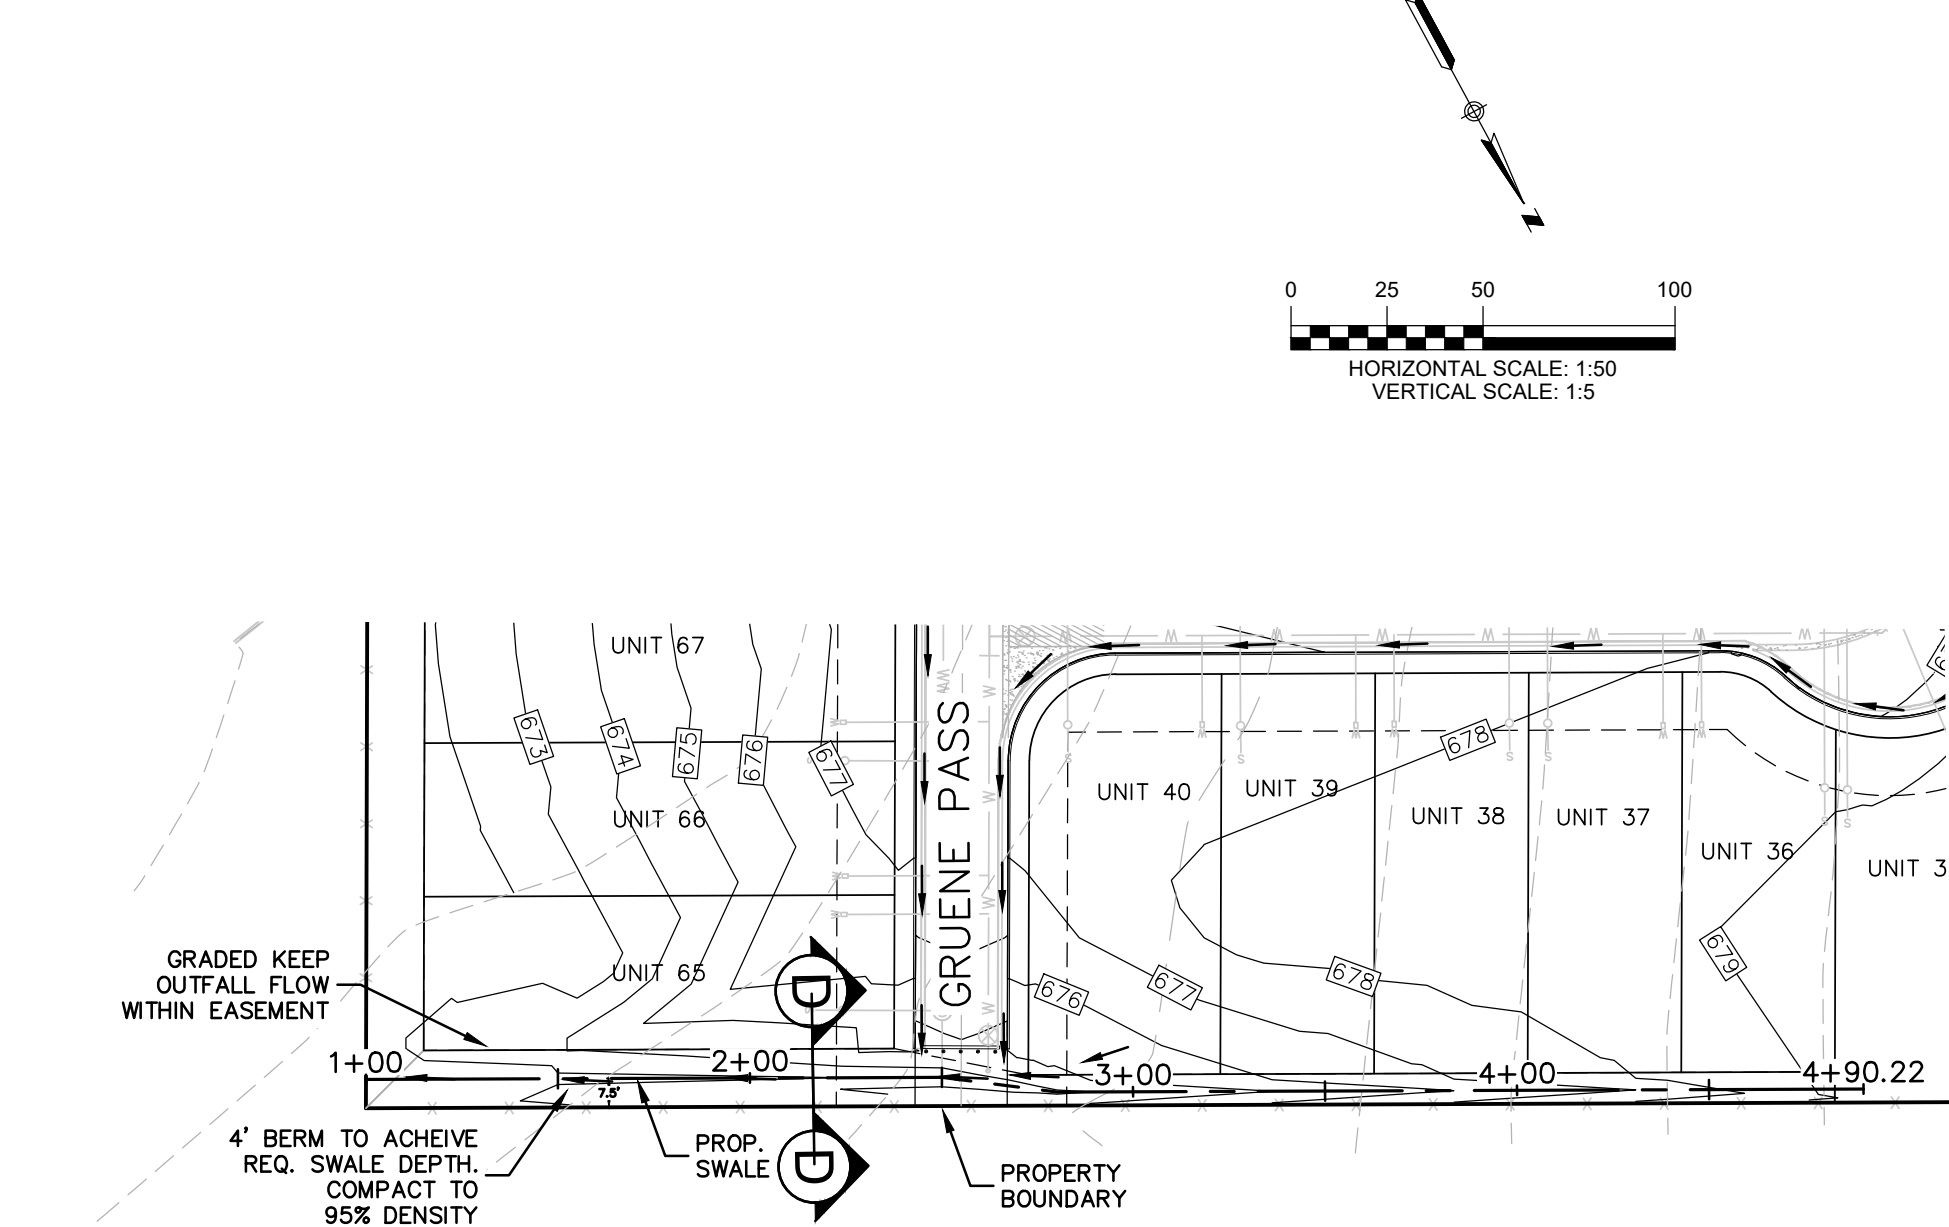 0 25 50 100
HORIZONTAL SCALE: 1:50
VERTICAL SCALE: 1:5
UNIT 67
673
674
675
676
677
UNIT 66
UNIT 65
GRUENE PASS
678
UNIT 40
UNIT 39
UNIT 38
UNIT 37
UNIT 36
UNIT 3
676
677
678
679
GRADED KEEP
OUTFALL FLOW
WITHIN EASEMENT
D
1+00
2+00
3+00
4+00
4+90.22
7.5'
4' BERM TO ACHEIVE
REQ. SWALE DEPTH.
COMPACT TO
95% DENSITY
PROP.
SWALE
D
PROPERTY
BOUNDARY